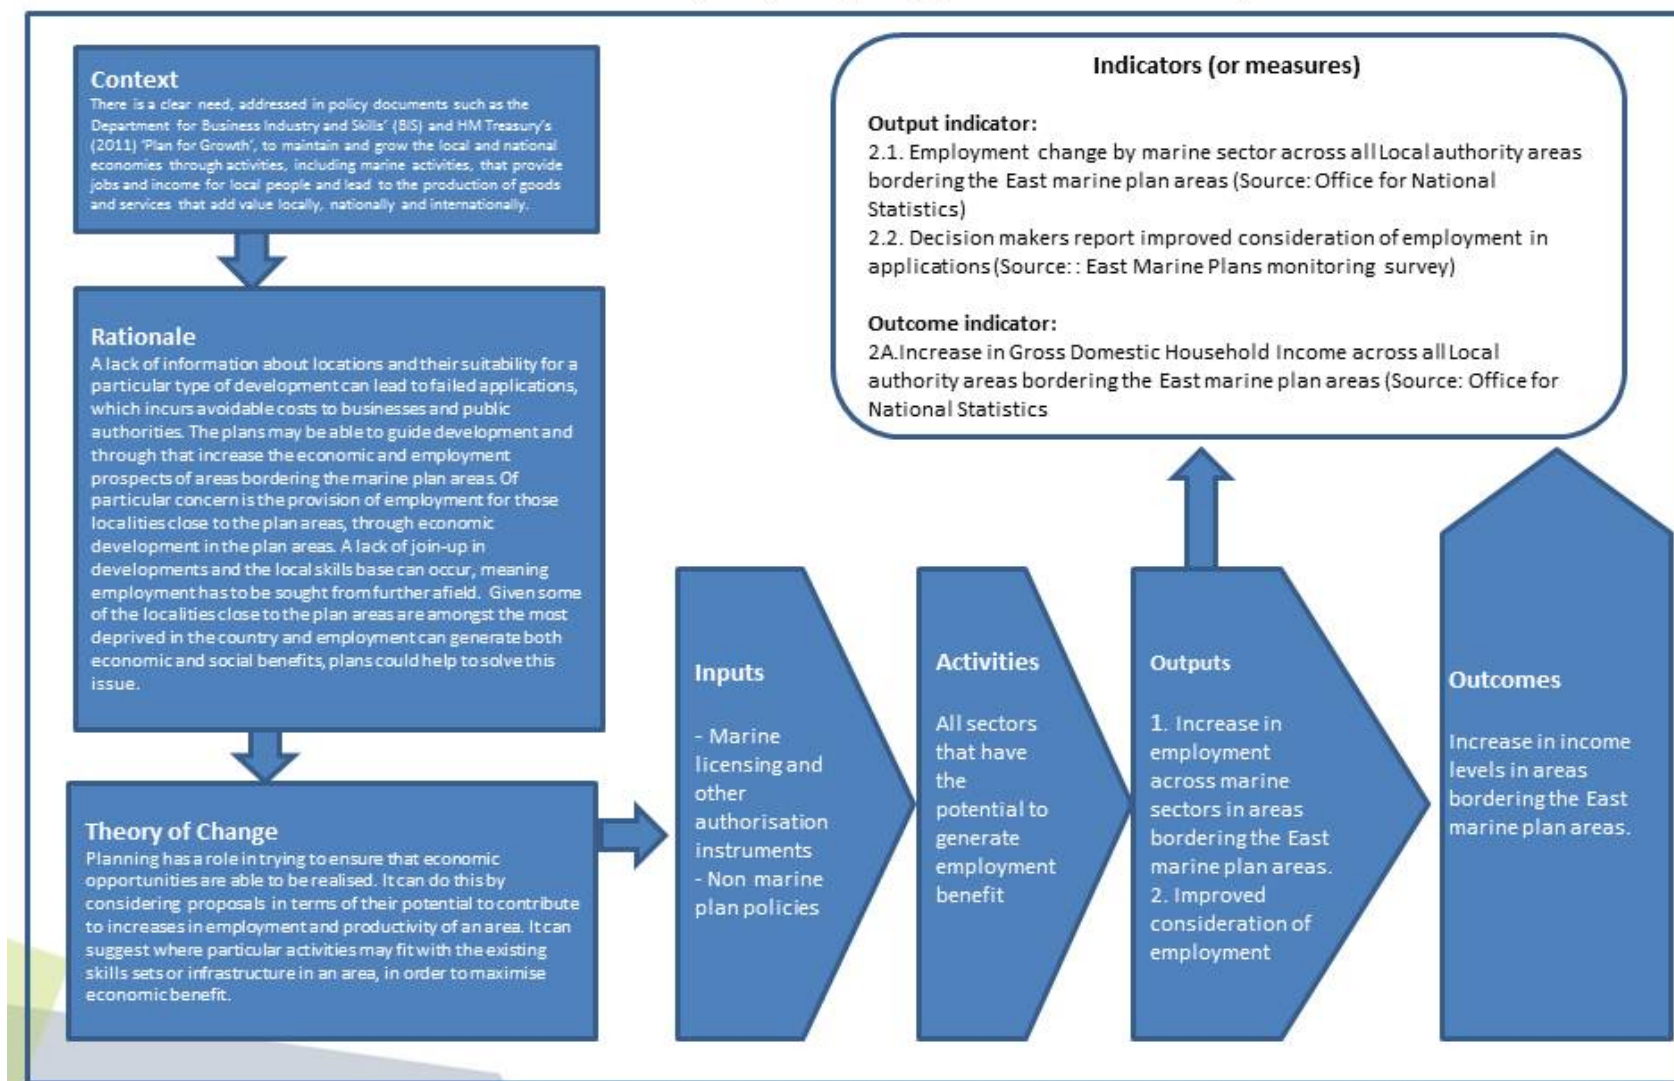 Context
There is a clear need, addressed in policy documents such as the
Department for Business Industry and Skills' (BIS) and HM Treasury's
(2011) 'Plan for Growth', to maintain and grow the local and national
economies through activities, including marine activities, that provide
jobs and income for local people and lead to the production of goods
and services that add value locally, nationally and internationally.
Rationale
A lack of information about locations and their suitability for a
particular type of development can lead to failed applications,
which incurs avoidable costs to businesses and public
authorities. The plans may be able to guide development and
through that increase the economic and employment
prospects of areas bordering the marine plan areas. Of
particular concern is the provision of employment for those
localities close to the plan areas, through economic
development in the plan areas. A lack of join-up in
developments and the local skills base can occur, meaning
employment has to be sought from further afield. Given some
of the localities close to the plan areas are amongst the most
deprived in the country and employment can generate both
economic and social benefits, plans could help to solve this
issue.
Theory of Change
Planning has a role in trying to ensure that economic
opportunities are able to be realised. It can do this by
considering proposals in terms of their potential to contribute
to increases in employment and productivity of an area. It can
suggest where particular activities may fit with the existing
skills sets or infrastructure in an area, in order to maximise
economic benefit.
Inputs
- Marine
licensing and
other
authorisation
instruments
- Non marine
plan policies
Activities
All sectors
that have
the
potential to
generate
employment
benefit
Outputs
1. Increase in
employment
across marine
sectors in areas
bordering the East
marine plan areas.
2. Improved
consideration of
employment
Outcomes
Increase in income
levels in areas
bordering the East
marine plan areas.
Indicators (or measures)
Output indicator:
2.1. Employment change by marine sector across all Local authority areas
bordering the East marine plan areas (Source: Office for National
Statistics)
2.2. Decision makers report improved consideration of employment in
applications (Source: : East Marine Plans monitoring survey)
Outcome indicator:
2A.Increase in Gross Domestic Household Income across all Local
authority areas bordering the East marine plan areas (Source: Office for
National Statistics